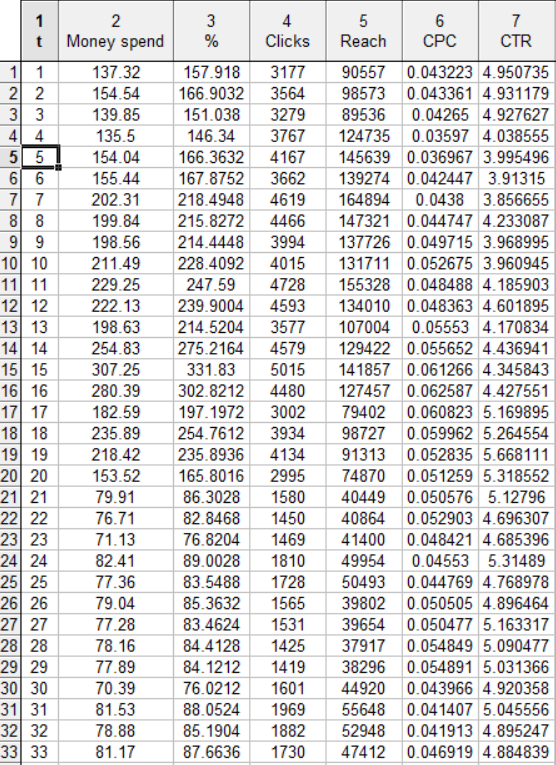 1 2 3 4 5 6 7
t Money spend % Clicks Reach CPC CTR
1 1 137.32 157.918 3177 90557 0.043223 4.950735
2 2 154.54 166.9032 3564 98573 0.043361 4.931179
3 3 139.85 151.038 3279 89536 0.04265 4.927627
4 4 135.5 146.34 3767 124735 0.03597 4.038555
5 5 154.04 166.3632 4167 145639 0.036967 3.995496
6 6 155.44 167.8752 3662 139274 0.042447 3.91315
7 7 202.31 218.4948 4619 164894 0.0438 3.856655
8 8 199.84 215.8272 4466 147321 0.044747 4.233087
9 9 198.56 214.4448 3994 137726 0.049715 3.968995
10 10 211.49 228.4092 4015 131711 0.052675 3.960945
11 11 229.25 247.59 4728 155328 0.048488 4.185903
12 12 222.13 239.9004 4593 134010 0.048363 4.601895
13 13 198.63 214.5204 3577 107004 0.05553 4.170834
14 14 254.83 275.2164 4579 129422 0.055652 4.436941
15 15 307.25 331.83 5015 141857 0.061266 4.345843
16 16 280.39 302.8212 4480 127457 0.062587 4.427551
17 17 182.59 197.1972 3002 79402 0.060823 5.169895
18 18 235.89 254.7612 3934 98727 0.059962 5.264554
19 19 218.42 235.8936 4134 91313 0.052835 5.668111
20 20 153.52 165.8016 2995 74870 0.051259 5.318552
21 21 79.91 86.3028 1580 40449 0.050576 5.12796
22 22 76.71 82.8468 1450 40864 0.052903 4.696307
23 23 71.13 76.8204 1469 41400 0.048421 4.685396
24 24 82.41 89.0028 1810 49954 0.04553 5.31489
25 25 77.36 83.5488 1728 50493 0.044769 4.768978
26 26 79.04 85.3632 1565 39802 0.050505 4.896464
27 27 77.28 83.4624 1531 39654 0.050477 5.163317
28 28 78.16 84.4128 1425 37917 0.054849 5.090477
29 29 77.89 84.1212 1419 38296 0.054891 5.031366
30 30 70.39 76.0212 1601 44920 0.043966 4.920358
31 31 81.53 88.0524 1969 55648 0.041407 5.045556
32 32 78.88 85.1904 1882 52948 0.041913 4.895247
33 33 81.17 87.6636 1730 47412 0.046919 4.884839